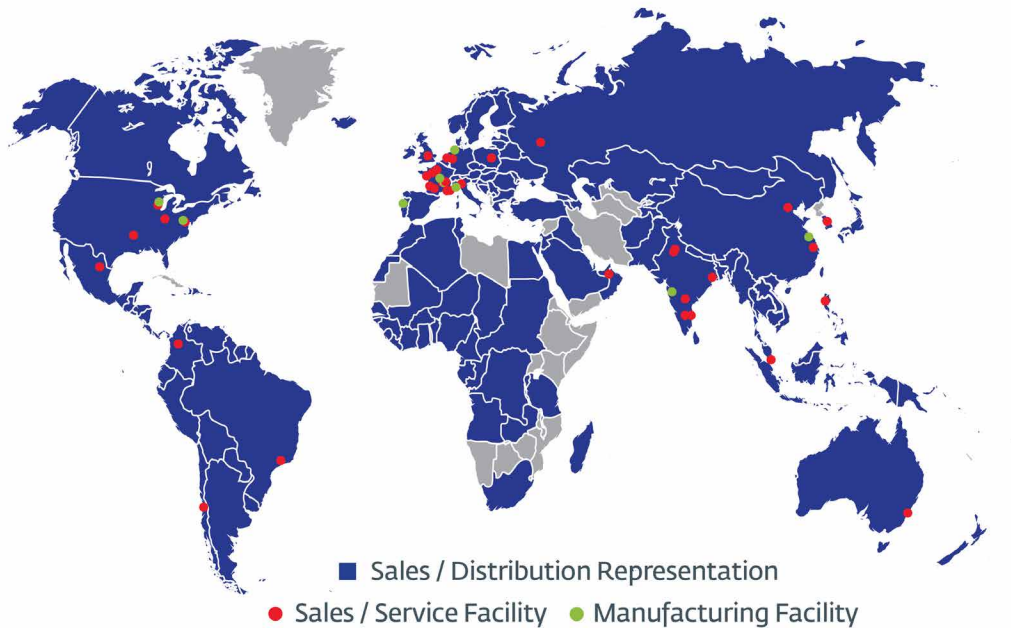 Sales / Distribution Representation
Sales / Service Facility Manufacturing Facility